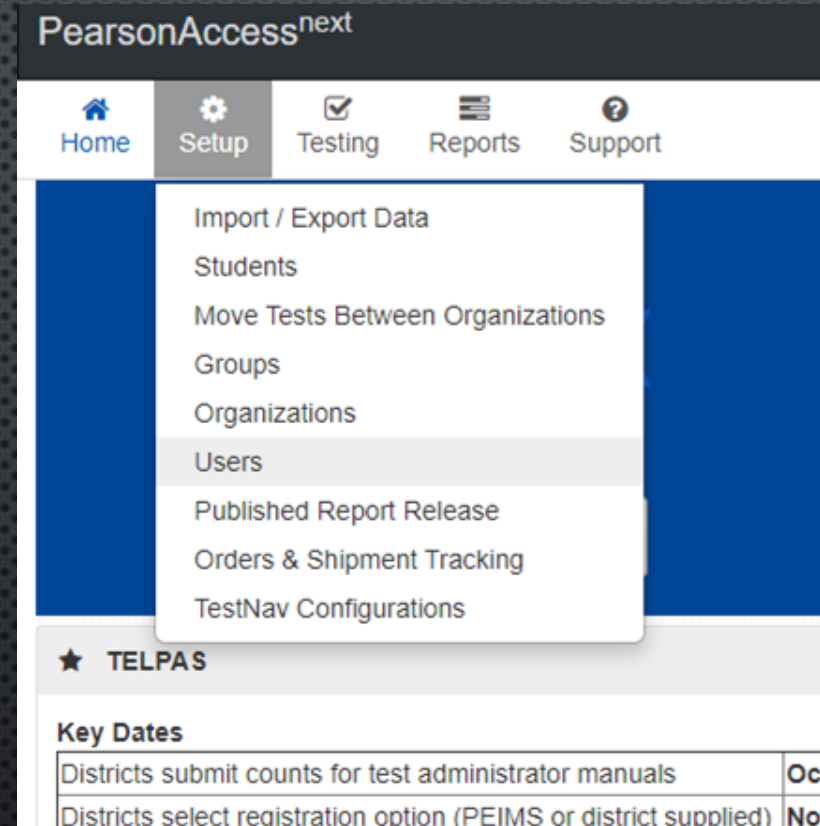 PearsonAccessnext
Home
Setup
Testing
Reports
Support
Import / Export Data
Students
Move Tests Between Organizations
Groups
Organizations
Users
Published Report Release
Orders & Shipment Tracking
TestNav Configurations
TELPAS
Key Dates
Districts submit counts for test administrator manuals
Districts select registration option (PEIMS or district supplied)